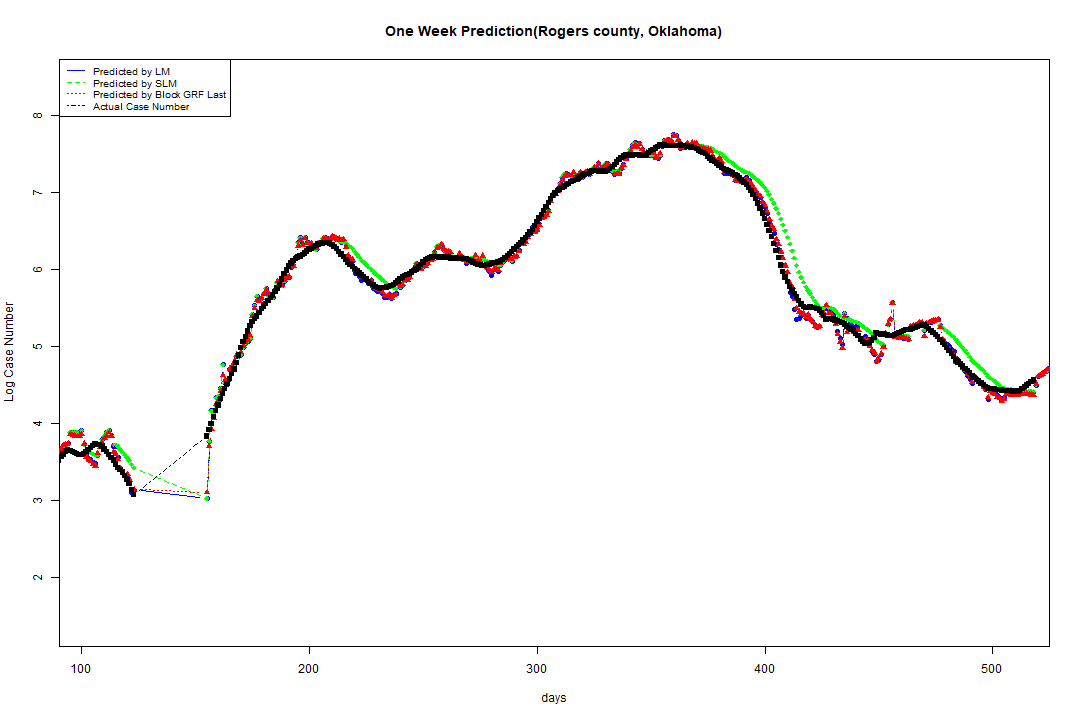 One Week Prediction(Rogers county, Oklahoma)
Predicted by LM
Predicted by SLM
Predicted by Block GRF Last
Actual Case Number
8
7
6
5
4
3
2
Log Case Number
100 200 300 400 500
days